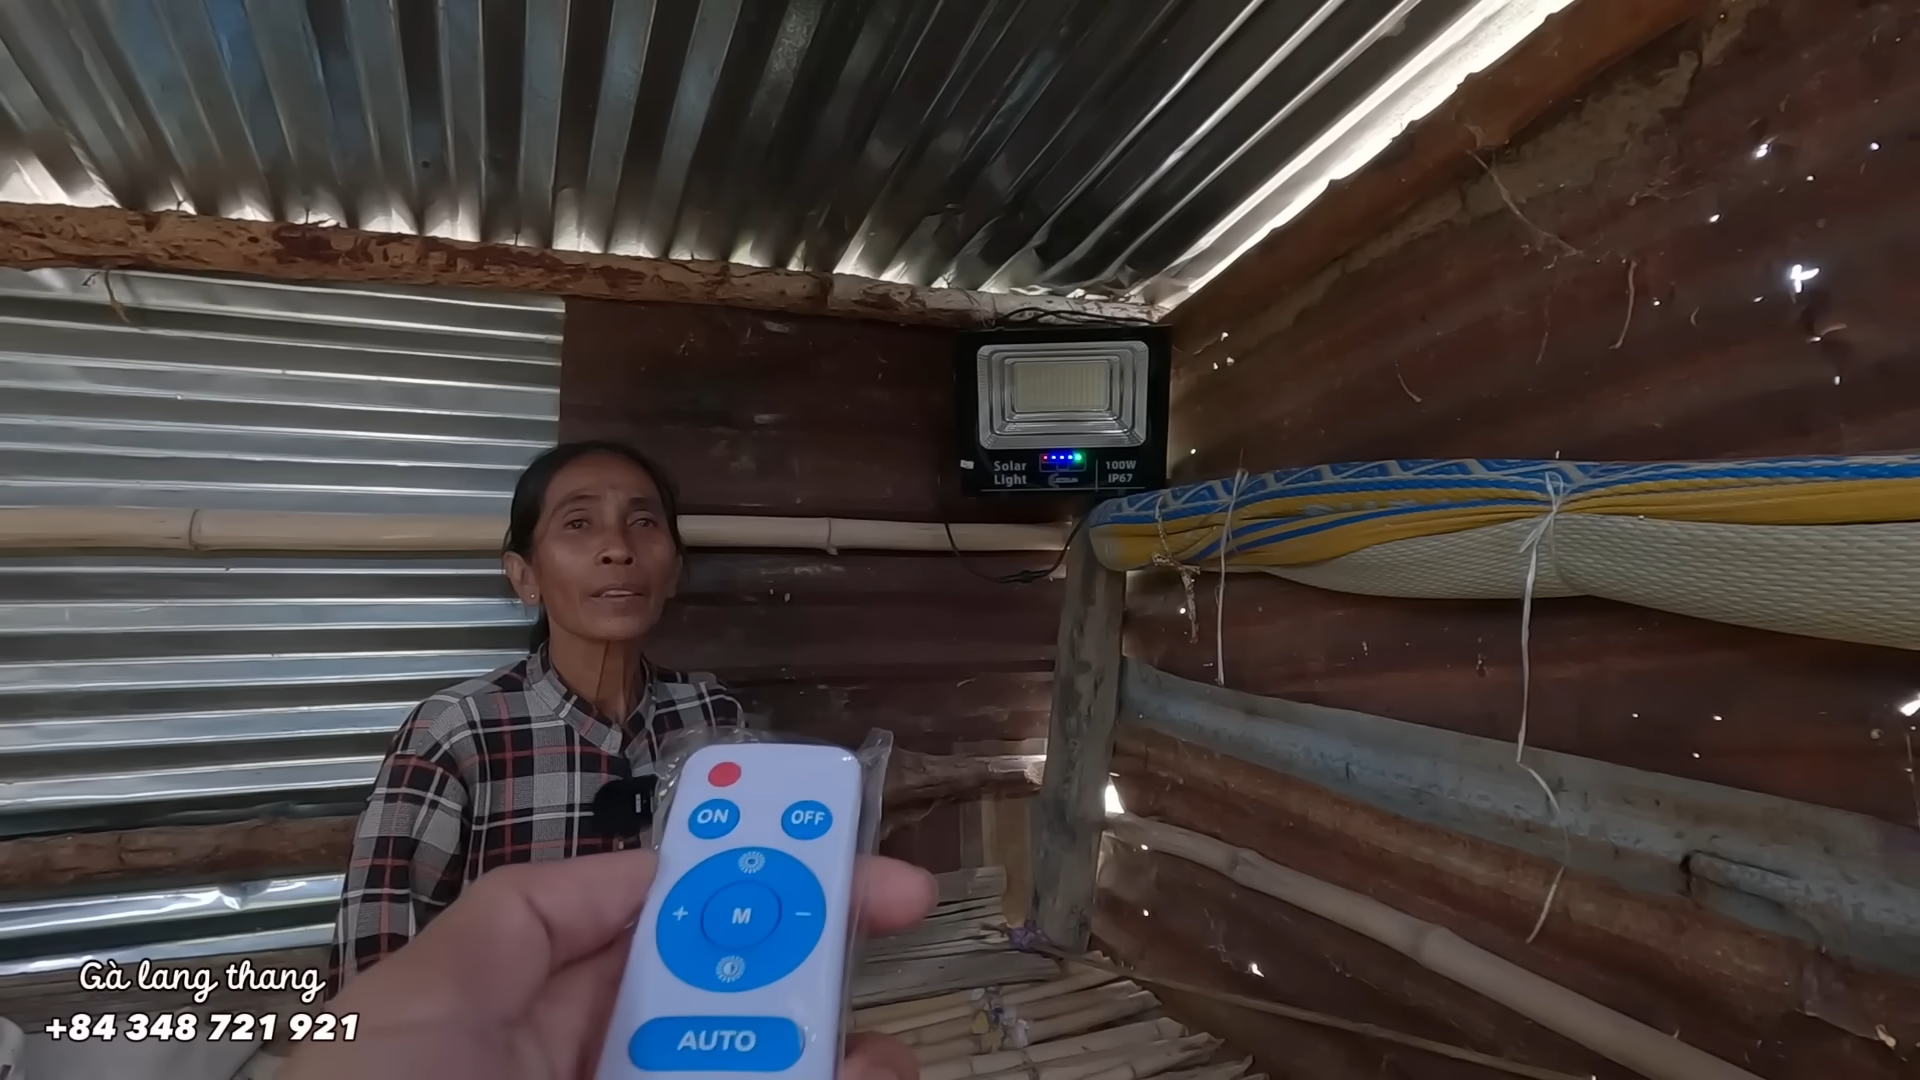 Solar
Light
100W
IP67
ON
OFF
+
M
−
AUTO
Gà lang thang
+84 348 721 921